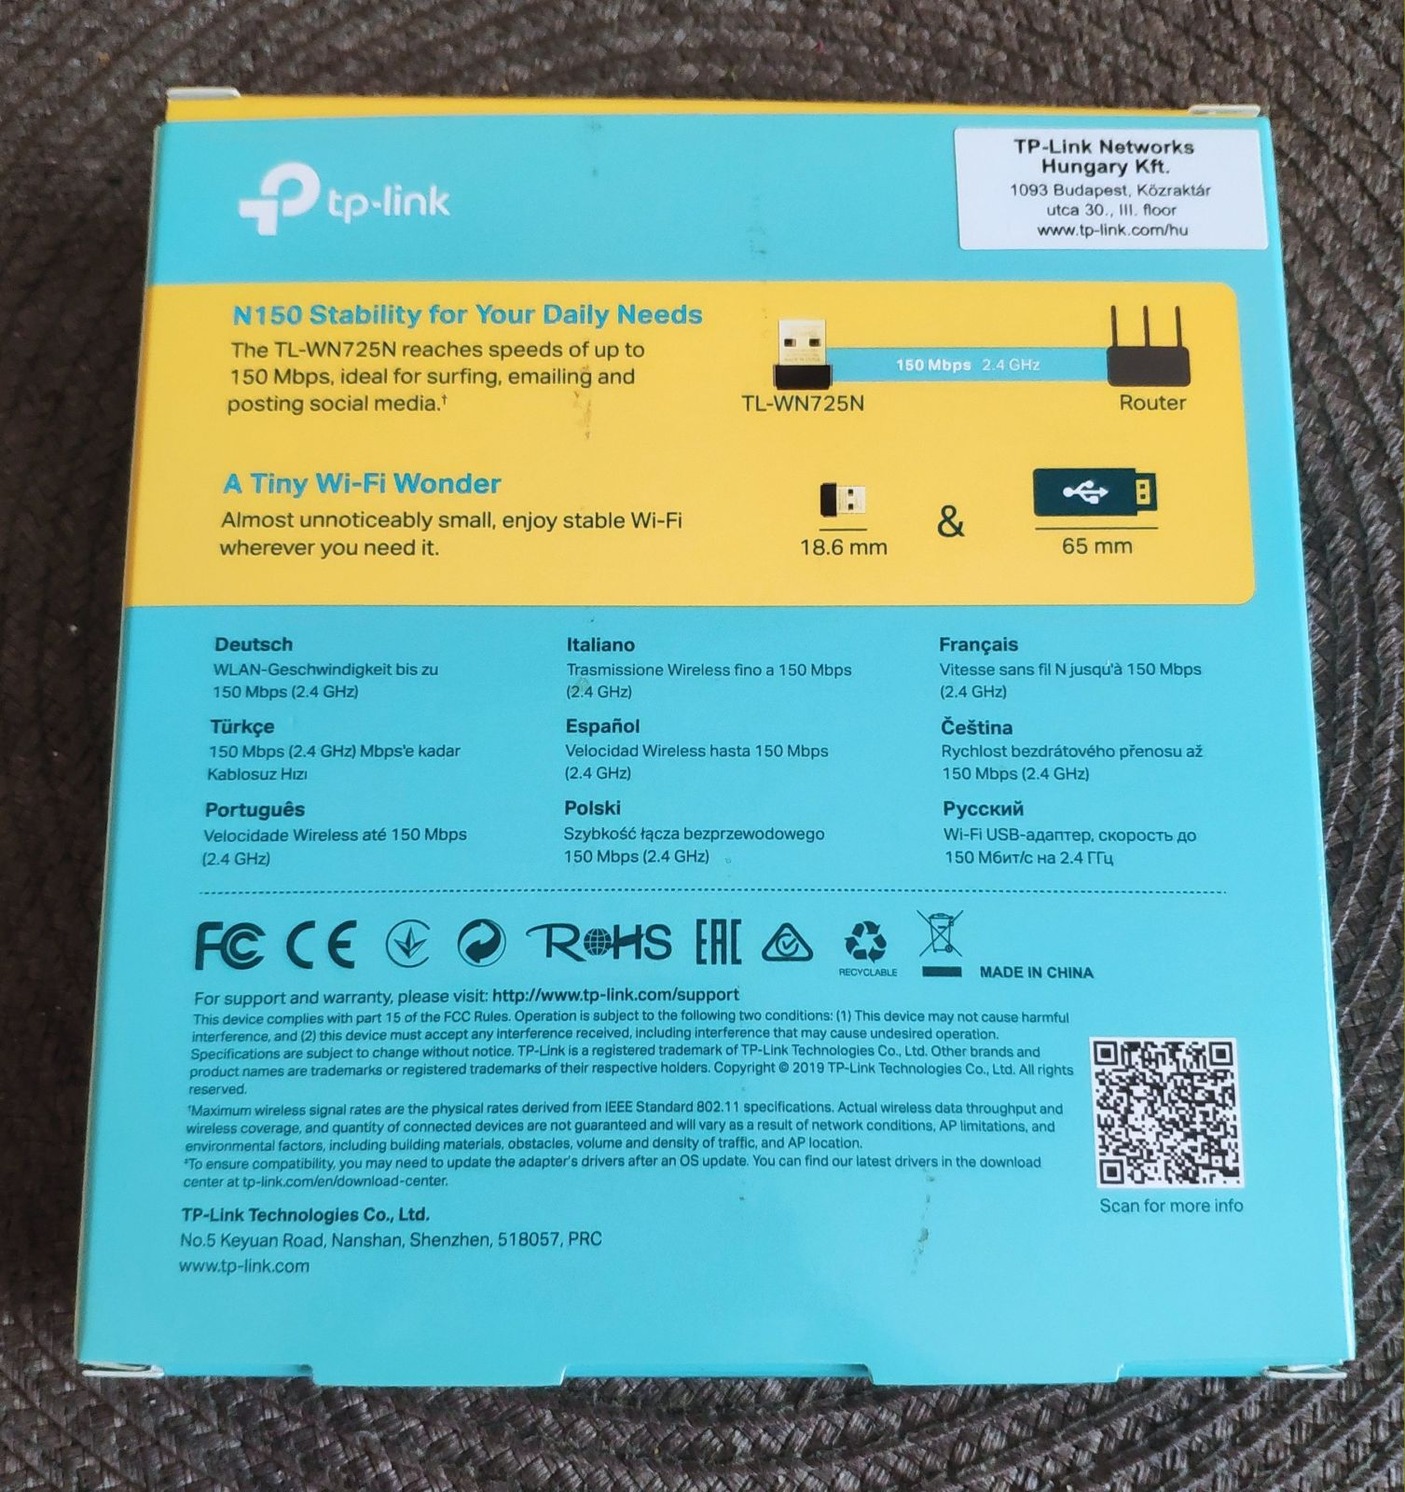 tp-link
TP-Link Networks
Hungary Kft.
1093 Budapest, Közraktár
utca 30., III. floor
www.tp-link.com/hu
N150 Stability for Your Daily Needs
The TL-WN725N reaches speeds of up to
150 Mbps, ideal for surfing, emailing and
posting social media.†
150 Mbps 2.4 GHz
TL-WN725N
Router
A Tiny Wi-Fi Wonder
Almost unnoticeably small, enjoy stable Wi-Fi
wherever you need it.
18.6 mm
&
65 mm
Deutsch
WLAN-Geschwindigkeit bis zu
150 Mbps (2.4 GHz)
Italiano
Trasmissione Wireless fino a 150 Mbps
(2.4 GHz)
Français
Vitesse sans fil N jusqu'à 150 Mbps
(2.4 GHz)
Türkçe
150 Mbps (2.4 GHz) Mbps'e kadar
Kablosuz Hızı
Español
Velocidad Wireless hasta 150 Mbps
(2.4 GHz)
Čeština
Rychlost bezdrátového přenosu až
150 Mbps (2.4 GHz)
Português
Velocidade Wireless até 150 Mbps
(2.4 GHz)
Polski
Szybkość łącza bezprzewodowego
150 Mbps (2.4 GHz)
Русский
Wi-Fi USB-адаптер, скорость до
150 Мбит/с на 2.4 ГГц
FC CE RoHS EAC
RECYCLABLE
MADE IN CHINA
For support and warranty, please visit: http://www.tp-link.com/support
This device complies with part 15 of the FCC Rules. Operation is subject to the following two conditions: (1) This device may not cause harmful
interference, and (2) this device must accept any interference received, including interference that may cause undesired operation.
Specifications are subject to change without notice. TP-Link is a registered trademark of TP-Link Technologies Co., Ltd. Other brands and
product names are trademarks or registered trademarks of their respective holders. Copyright © 2019 TP-Link Technologies Co., Ltd. All rights
reserved.
†Maximum wireless signal rates are the physical rates derived from IEEE Standard 802.11 specifications. Actual wireless data throughput and
wireless coverage, and quantity of connected devices are not guaranteed and will vary as a result of network conditions, AP limitations, and
environmental factors, including building materials, obstacles, volume and density of traffic, and AP location.
‡To ensure compatibility, you may need to update the adapter's drivers after an OS update. You can find our latest drivers in the download
center at tp-link.com/en/download-center.
Scan for more info
TP-Link Technologies Co., Ltd.
No.5 Keyuan Road, Nanshan, Shenzhen, 518057, PRC
www.tp-link.com